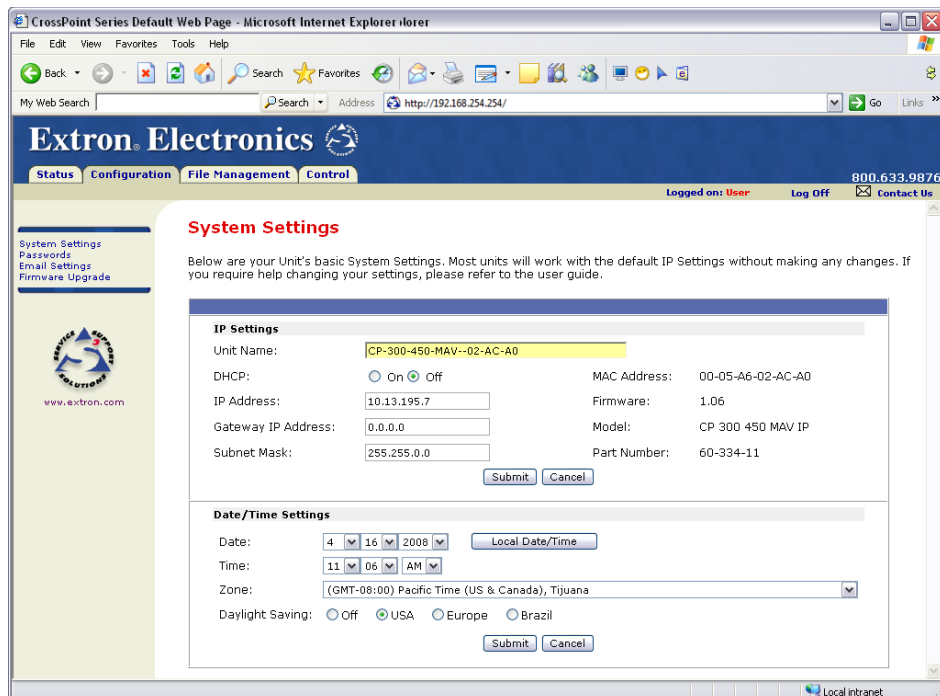 CrossPoint Series Default Web Page - Microsoft Internet Explorer
File Edit View Favorites Tools Help
Back Search Favorites
My Web Search Search Address http://192.168.254.254/ Go Links »
Extron® Electronics
Status Configuration File Management Control
800.633.9876
Logged on: User Log Off Contact Us
System Settings
Passwords
Email Settings
Firmware Upgrade
SERVICE SUPPORT SOLUTIONS
3
www.extron.com
System Settings
Below are your Unit's basic System Settings. Most units will work with the default IP Settings without making any changes. If
you require help changing your settings, please refer to the user guide.
IP Settings
Unit Name: CP-300-450-MAV--02-AC-A0
DHCP: On Off MAC Address: 00-05-A6-02-AC-A0
IP Address: 10.13.195.7 Firmware: 1.06
Gateway IP Address: 0.0.0.0 Model: CP 300 450 MAV IP
Subnet Mask: 255.255.0.0 Part Number: 60-334-11
Submit Cancel
Date/Time Settings
Date: 4 16 2008 Local Date/Time
Time: 11 06 AM
Zone: (GMT-08:00) Pacific Time (US & Canada), Tijuana
Daylight Saving: Off USA Europe Brazil
Submit Cancel
Local intranet